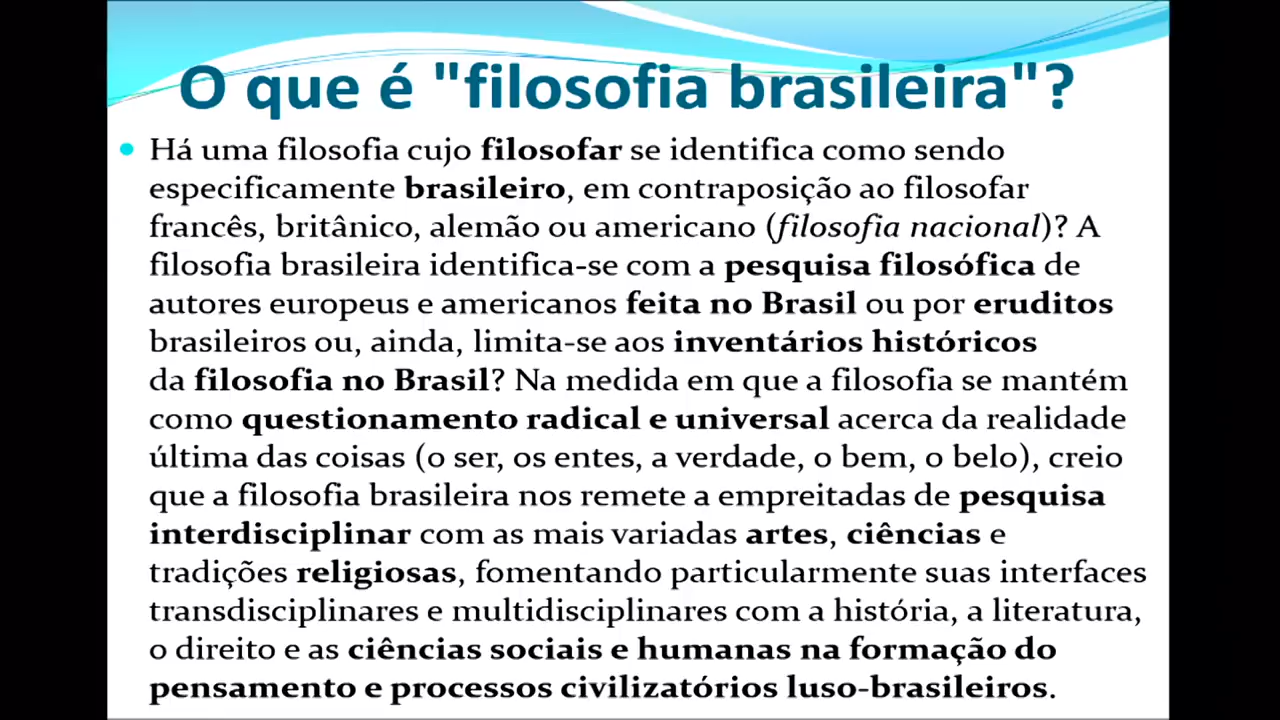 O que é "filosofia brasileira"?
Há uma filosofia cujo filosofar se identifica como sendo
especificamente brasileiro, em contraposição ao filosofar
francês, britânico, alemão ou americano (filosofia nacional)? A
filosofia brasileira identifica-se com a pesquisa filosófica de
autores europeus e americanos feita no Brasil ou por eruditos
brasileiros ou, ainda, limita-se aos inventários históricos
da filosofia no Brasil? Na medida em que a filosofia se mantém
como questionamento radical e universal acerca da realidade
última das coisas (o ser, os entes, a verdade, o bem, o belo), creio
que a filosofia brasileira nos remete a empreitadas de pesquisa
interdisciplinar com as mais variadas artes, ciências e
tradições religiosas, fomentando particularmente suas interfaces
transdisciplinares e multidisciplinares com a história, a literatura,
o direito e as ciências sociais e humanas na formação do
pensamento e processos civilizatórios luso-brasileiros.